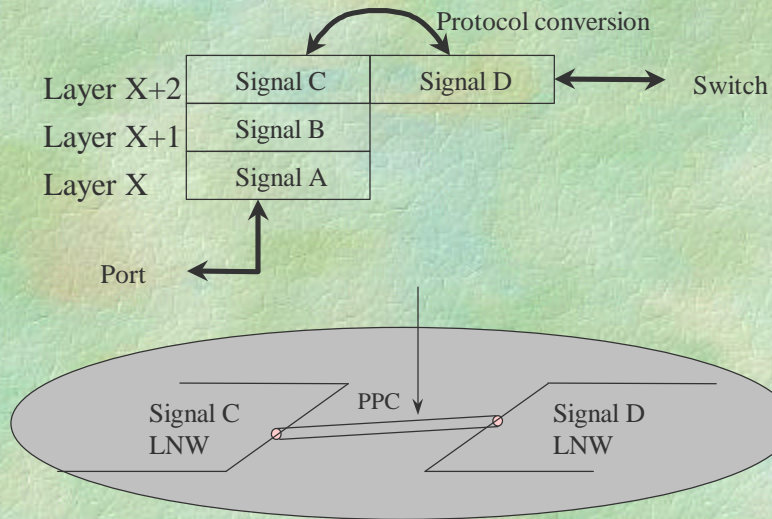 Protocol conversion
Layer X+2 Signal C Signal D Switch
Layer X+1 Signal B
Layer X Signal A
Port
PPC
Signal C Signal D
LNW LNW